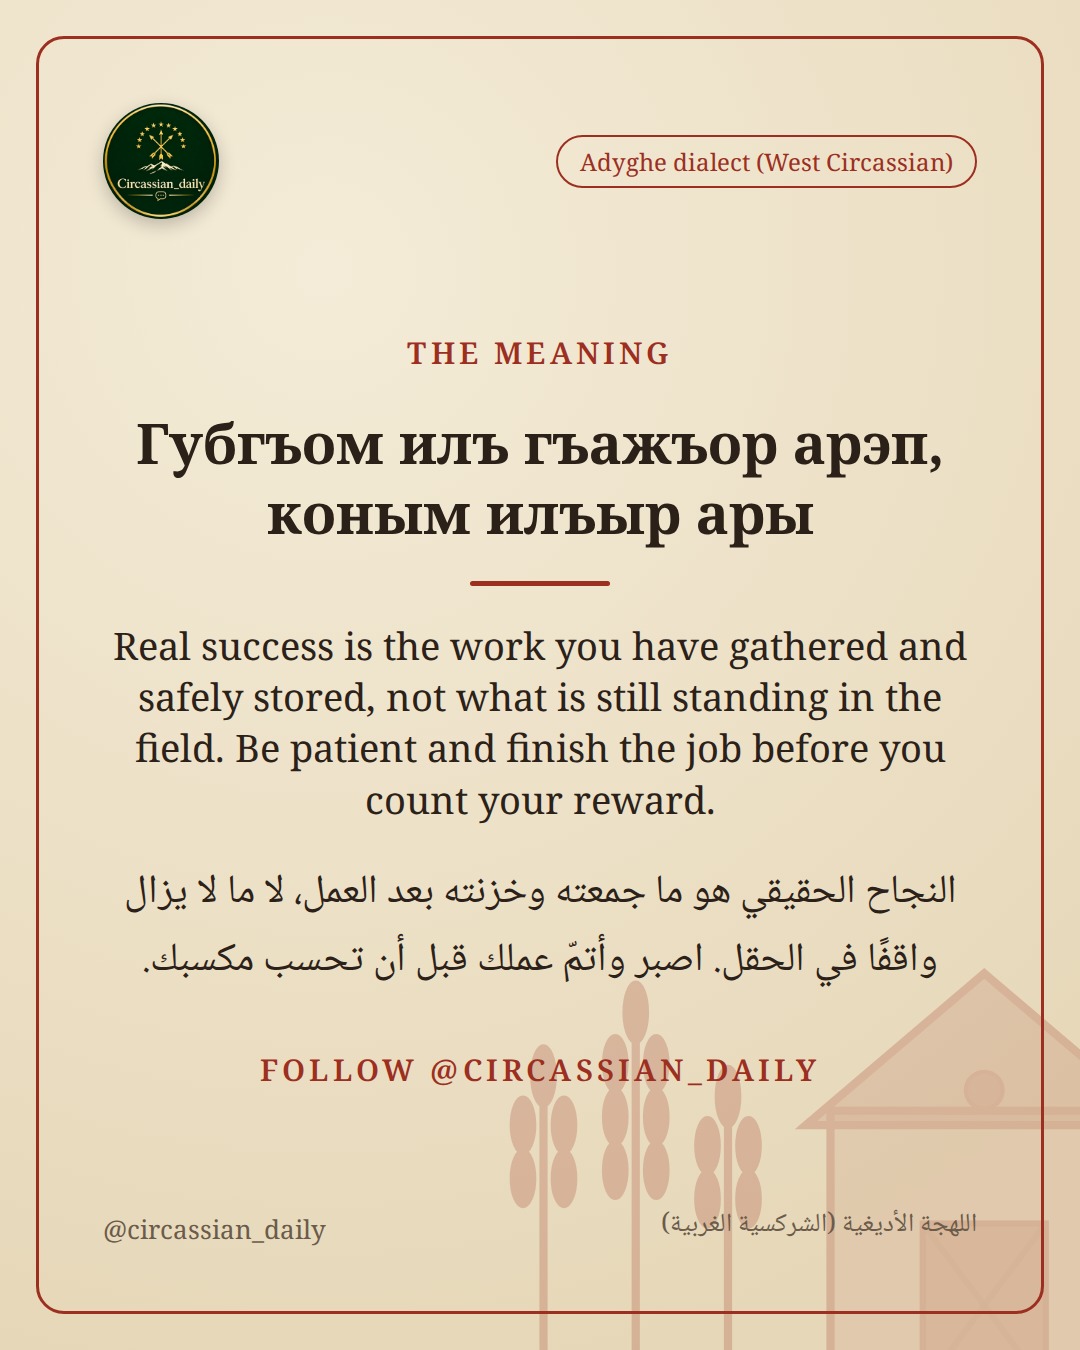 Circassian_daily
Adyghe dialect (West Circassian)
THE MEANING
Губгъом илъ гъажъор арэп,
коным илъыр ары
Real success is the work you have gathered and
safely stored, not what is still standing in the
field. Be patient and finish the job before you
count your reward.
النجاح الحقيقي هو ما جمعته وخزنته بعد العمل، لا ما لا يزال
واقفًا في الحقل. اصبر وأتمّ عملك قبل أن تحسب مكسبك.
FOLLOW @CIRCASSIAN_DAILY
@circassian_daily
اللهجة الأديغية (الشركسية الغربية)